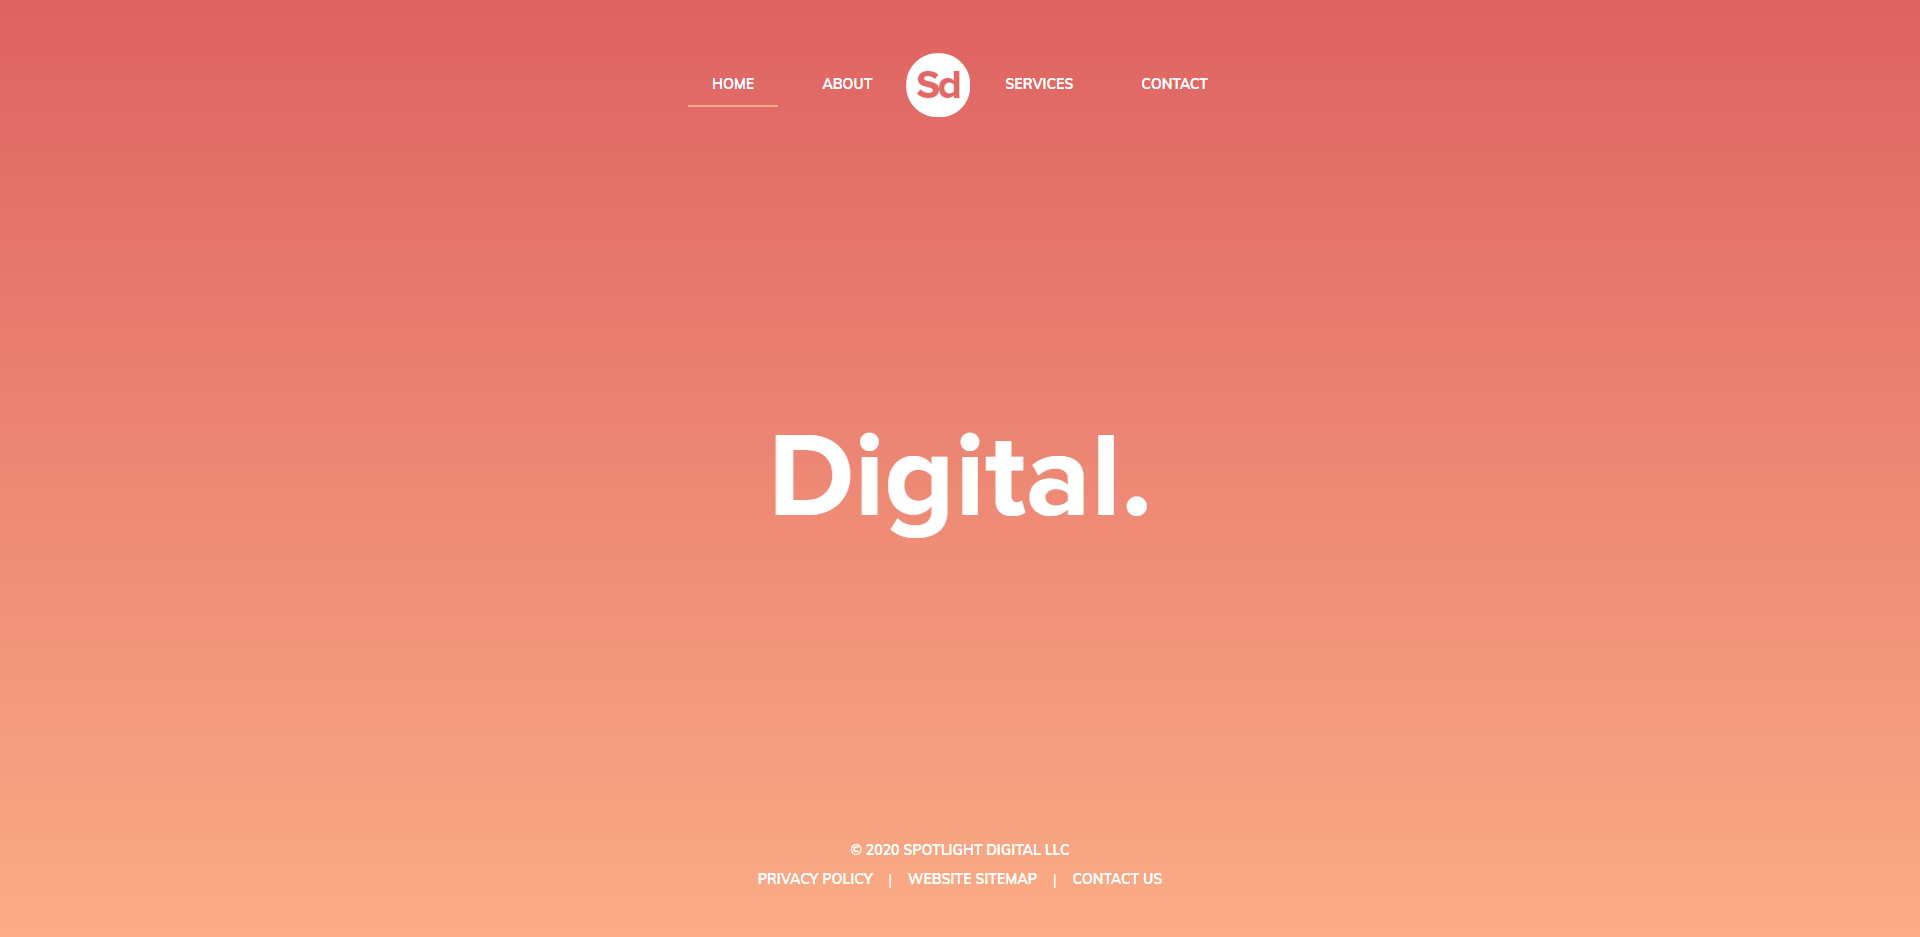 HOME ABOUT Sd SERVICES CONTACT
Digital.
© 2020 SPOTLIGHT DIGITAL LLC
PRIVACY POLICY | WEBSITE SITEMAP | CONTACT US